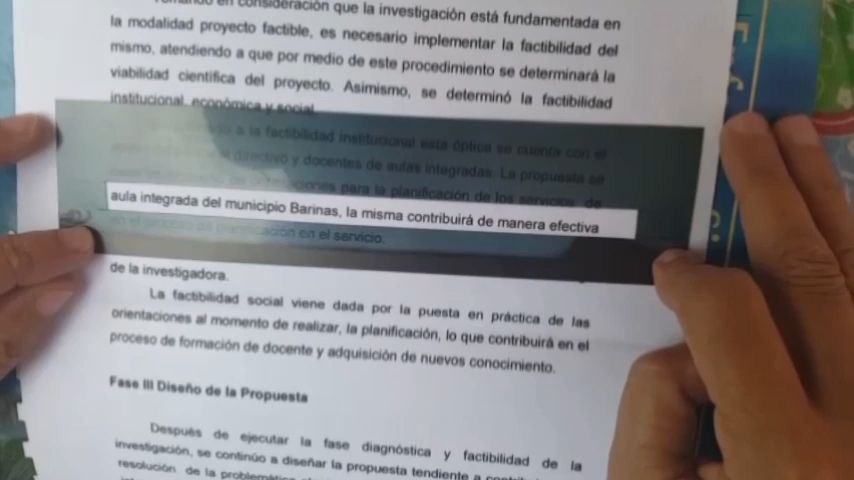 en consideración que la investigación está fundamentada en
la modalidad proyecto factible, es necesario implementar la factibilidad del
mismo, atendiendo a que por medio de este procedimiento se determinará la
viabilidad científica del proyecto. Asimismo, se determinó la factibilidad
institucional, económica y social.
a la factibilidad institucional esta óptica se cuenta con el
directivo y docentes de aulas integradas. La propuesta se
para la planificación de los servicios de
aula integrada del municipio Barinas, la misma contribuirá de manera efectiva
en el proceso de planificación en el servicio.
de la investigadora.
La factibilidad social viene dada por la puesta en práctica de las
orientaciones al momento de realizar, la planificación, lo que contribuirá en el
proceso de formación de docente y adquisición de nuevos conocimiento.
Fase III Diseño de la Propuesta
Después de ejecutar la fase diagnóstica y factibilidad de la
investigación, se continúo a diseñar la propuesta tendiente a
resolución de la